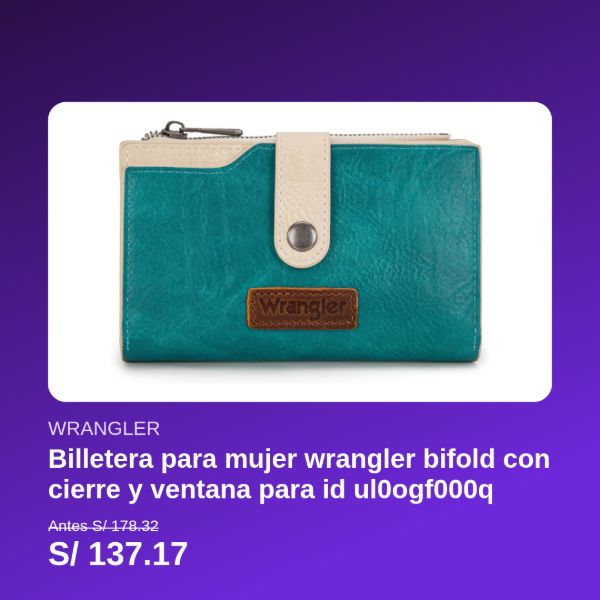 Wrangler
WRANGLER
Billetera para mujer wrangler bifold con
cierre y ventana para id ul0ogf000q
Antes S/ 178.32
S/ 137.17